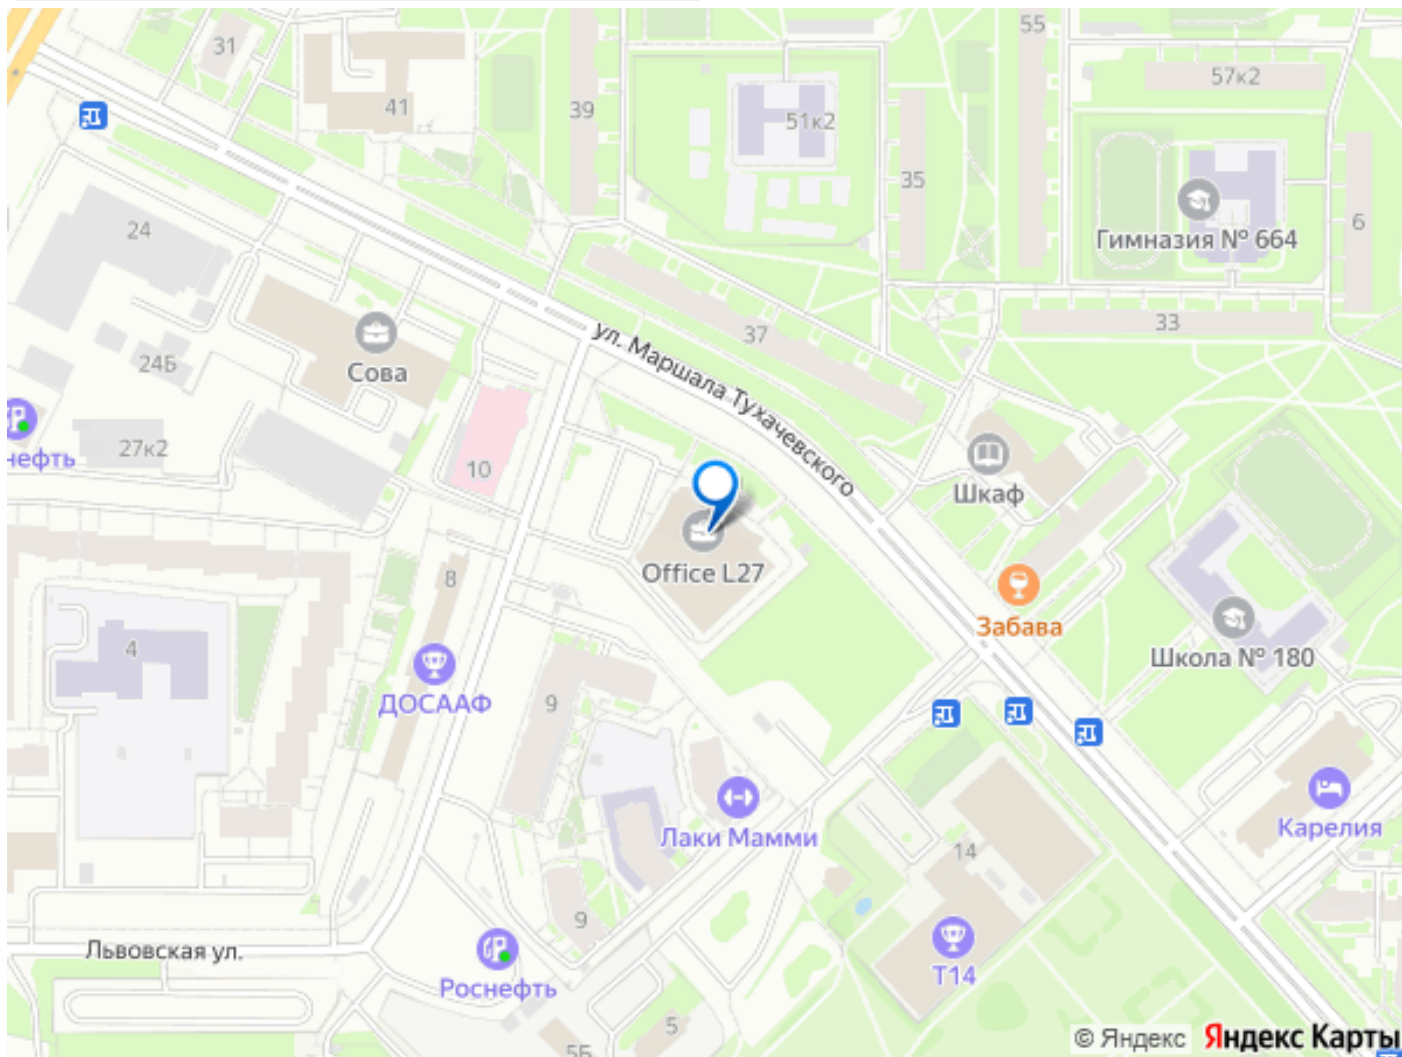 55
31
57к2
41
39
51к2
35
6
24
Гимназия № 664
33
ул. Маршала Тухачевского
37
24Б
Сова
27к2
нефть
10
Шкаф
Office L27
8
Забава
4
Школа № 180
ДОСААФ
9
Лаки Мамми
Карелия
14
9
Львовская ул.
Т14
Роснефть
5
5Б
© Яндекс Яндекс Карты